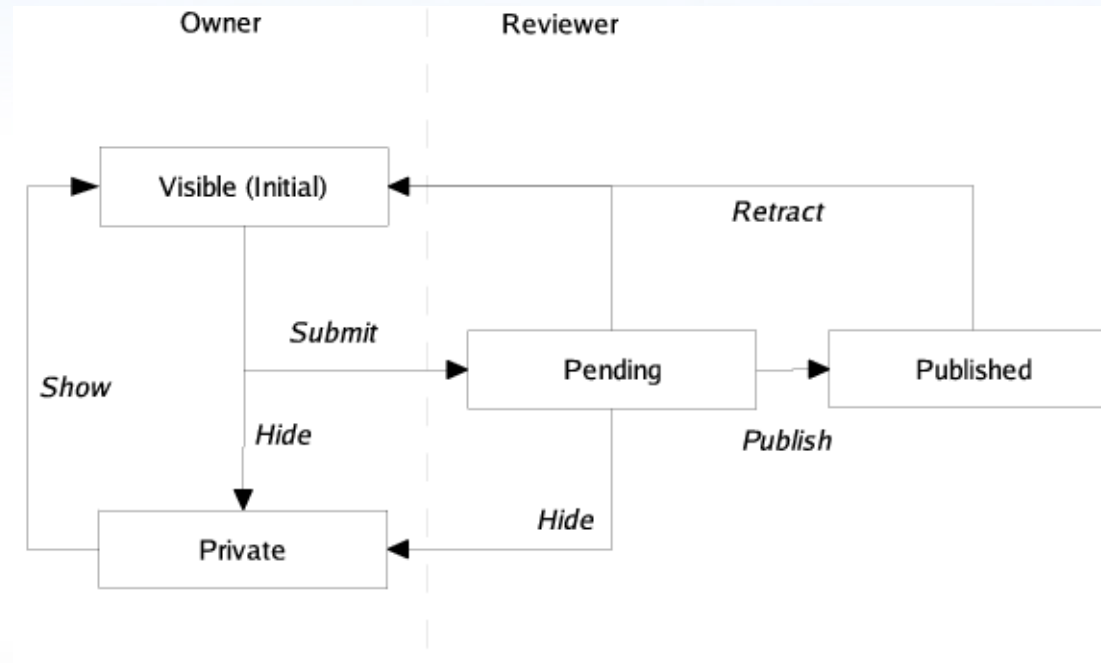 Owner
Reviewer
Visible (Initial)
Retract
Submit
Pending
Published
Show
Hide
Publish
Hide
Private